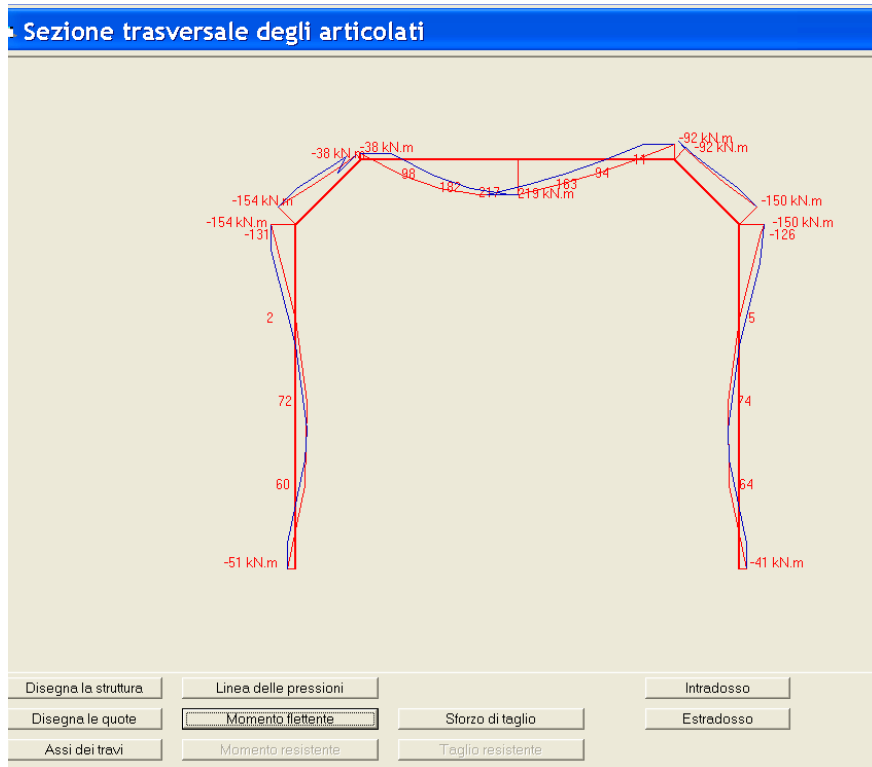 Sezione trasversale degli articolati
-38 kN.m
-38 kN.m
-92 kN.m
-92 kN.m
98
182
217
219 kN.m
163
94
11
-154 kN.m
-154 kN.m
-131
-150 kN.m
-150 kN.m
-126
2
5
72
74
60
64
-51 kN.m
-41 kN.m
Disegna la struttura
Linea delle pressioni
Intradosso
Disegna le quote
Momento flettente
Sforzo di taglio
Estradosso
Assi dei travi
Momento resistente
Taglio resistente